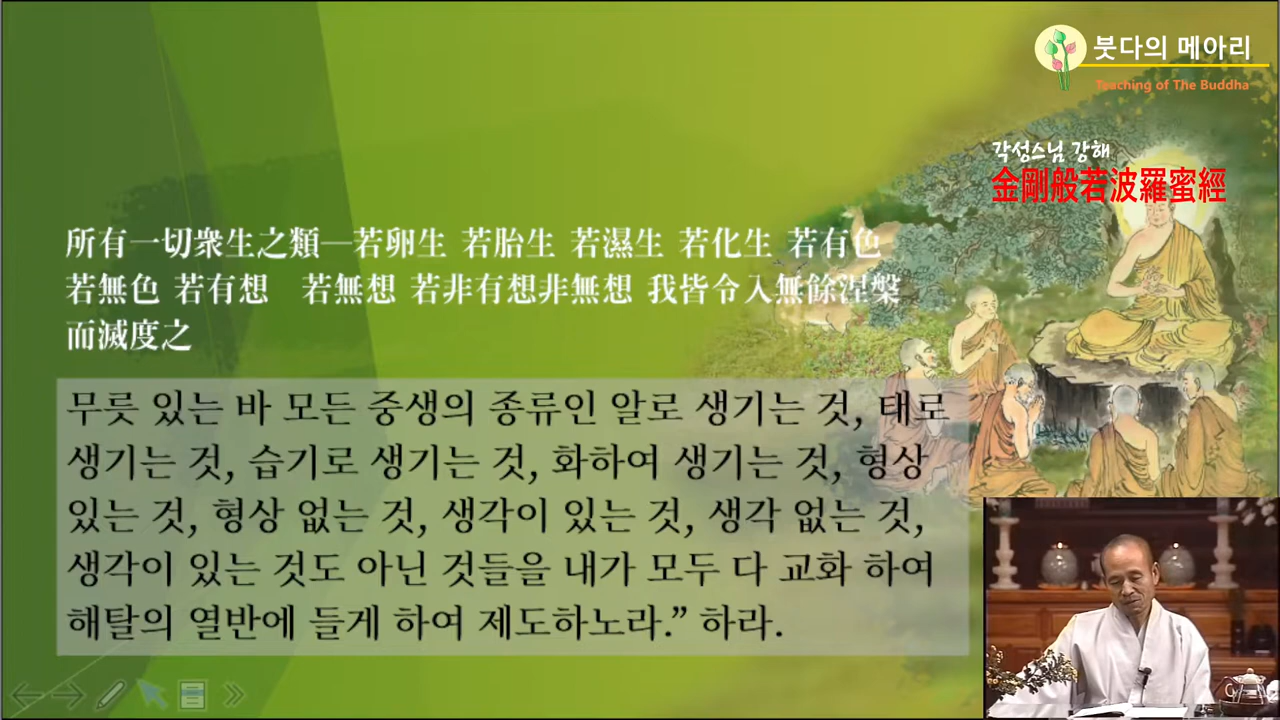 붓다의 메아리
Teaching of The Buddha
각성스님 강해
金剛般若波羅蜜經
所有一切衆生之類─若卵生 若胎生 若濕生 若化生 若有色
若無色 若有想 若無想 若非有想非無想 我皆令入無餘涅槃
而滅度之
무릇 있는 바 모든 중생의 종류인 알로 생기는 것, 태로
생기는 것, 습기로 생기는 것, 화하여 생기는 것, 형상
있는 것, 형상 없는 것, 생각이 있는 것, 생각 없는 것,
생각이 있는 것도 아닌 것들을 내가 모두 다 교화 하여
해탈의 열반에 들게 하여 제도하노라.” 하라.